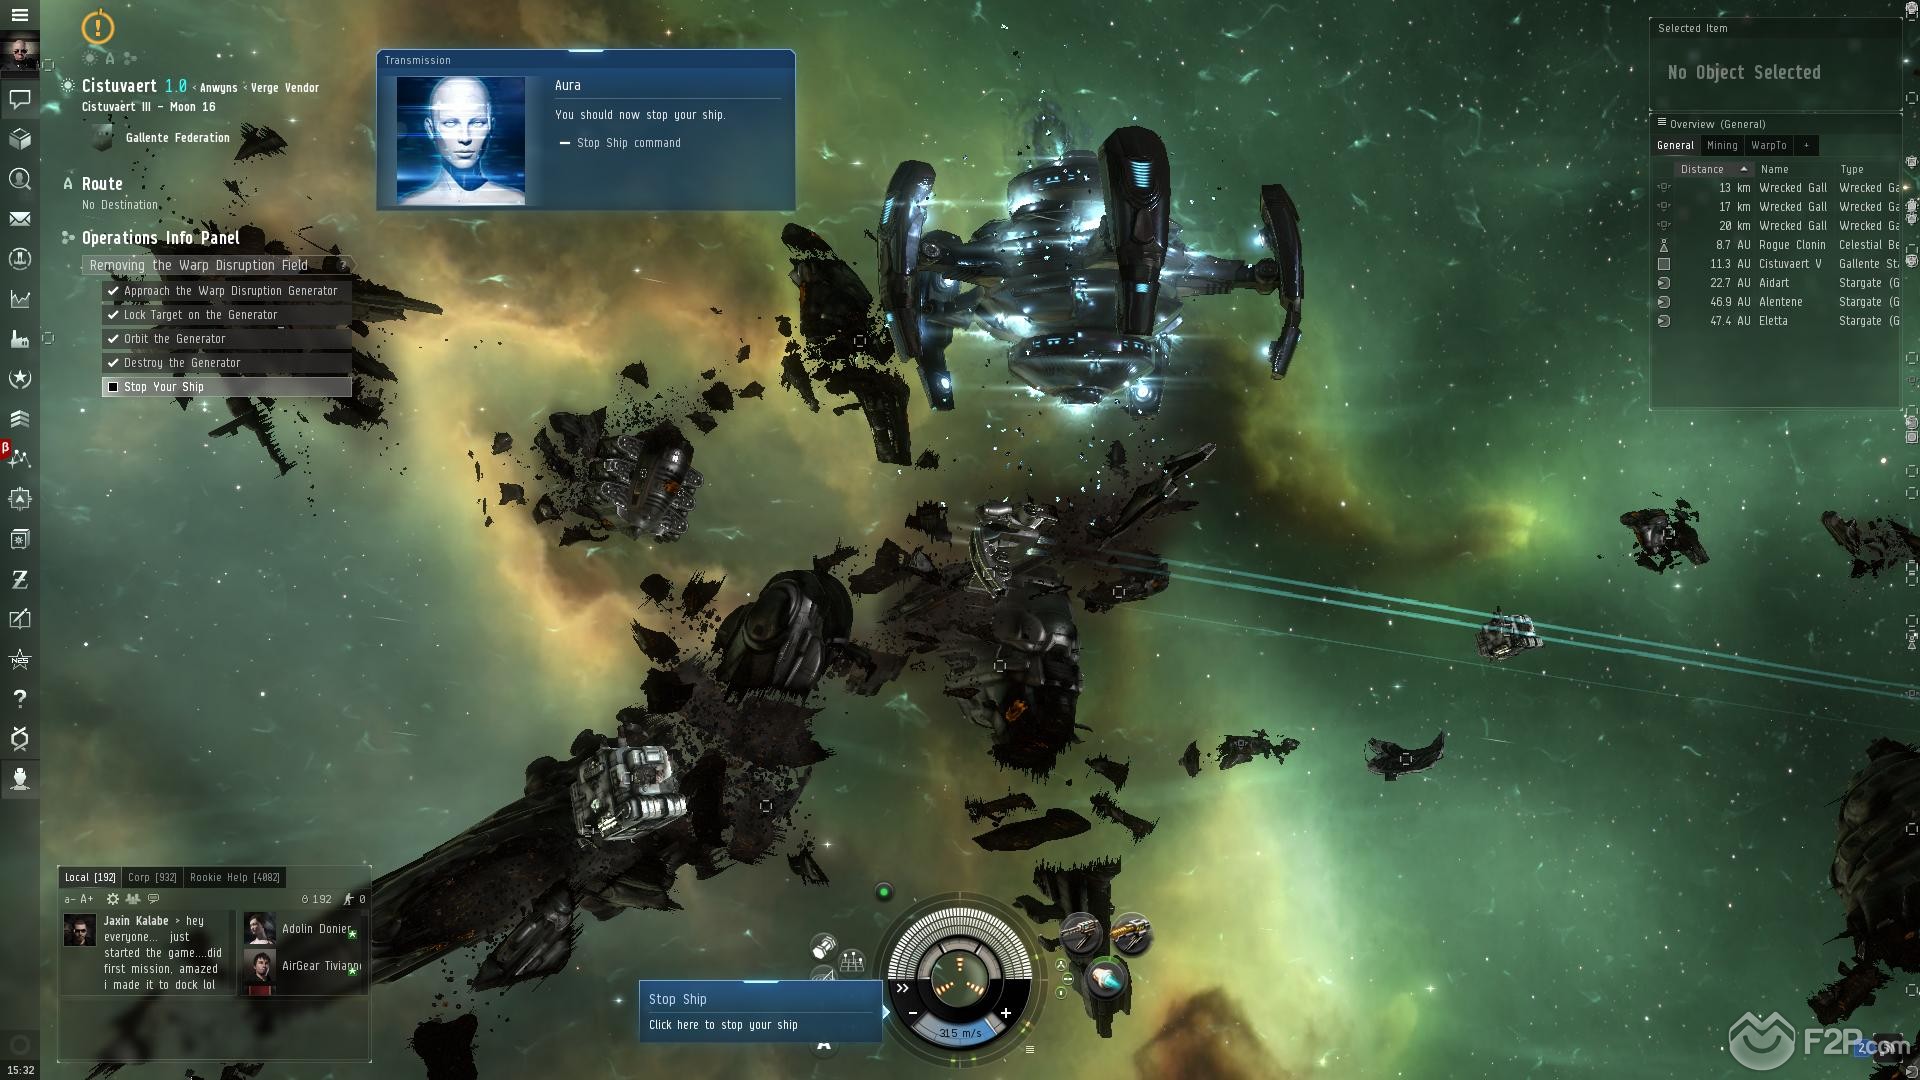 Transmission
Aura
You should now stop your ship.
Stop Ship command
Cistuvaert 1.0 < Anwyns < Verge Vendor
Cistuvaert III - Moon 16
Gallente Federation
A Route
No Destination
Operations Info Panel
Removing the Warp Disruption Field ?
Approach the Warp Disruption Generator
Lock Target on the Generator
Orbit the Generator
Destroy the Generator
Stop Your Ship
β
NES
?
15:32
Selected Item
No Object Selected
Overview (General)
General Mining WarpTo +
Distance Name Type
13 km Wrecked Gall Wrecked Ga
17 km Wrecked Gall Wrecked Ga
20 km Wrecked Gall Wrecked Ga
8.7 AU Rogue Clonin Celestial Be
11.3 AU Cistuvaert V Gallente St
22.7 AU Aidart Stargate (G
46.9 AU Alentene Stargate (G
47.4 AU Eletta Stargate (G
Local [192] Corp [932] Rookie Help [4082]
a- A+ 0 192 0
Jaxin Kalabe > hey
everyone... just
started the game....did
first mission, amazed
i made it to dock lol
Adolin Donier
AirGear Tivian
Stop Ship
Click here to stop your ship
315 m/s
A
F2P.com